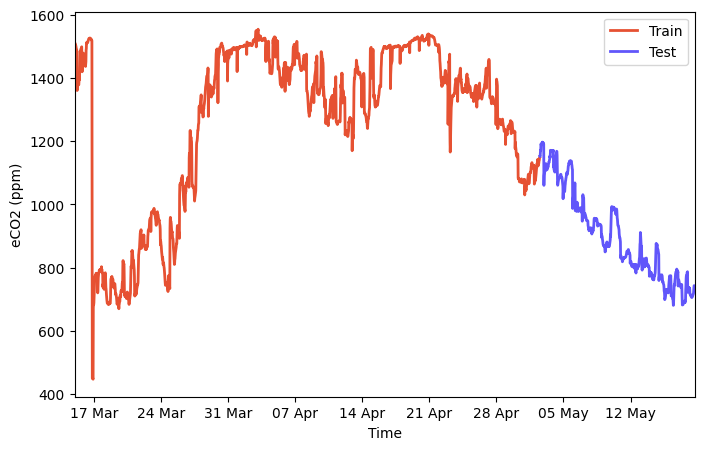 1600
1400
1200
1000
800
600
400
eCO2 (ppm)
17 Mar 24 Mar 31 Mar 07 Apr 14 Apr 21 Apr 28 Apr 05 May 12 May
Time
Train
Test